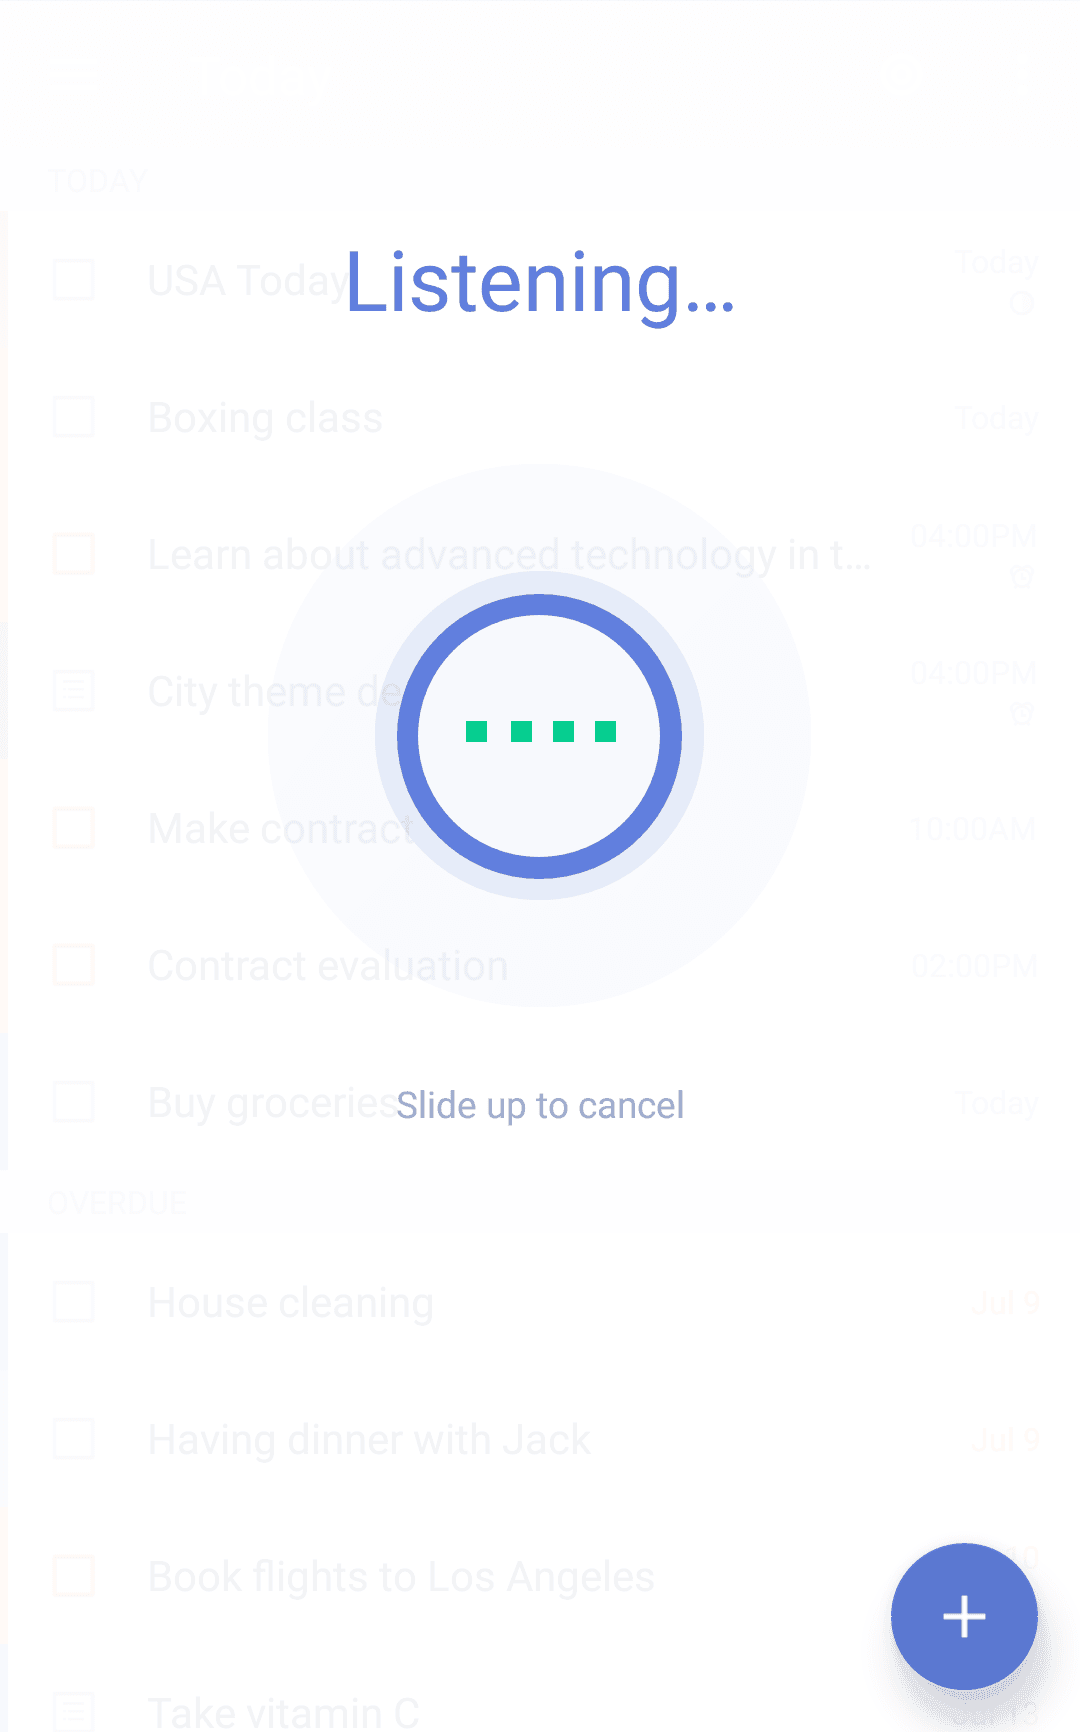 Today
TODAY
USA Today
Today
Listening...
Boxing class
Today
Learn about advanced technology in t...
04:00PM
City theme de
04:00PM
Make contract
10:00AM
Contract evaluation
02:00PM
Buy groceries
Today
Slide up to cancel
OVERDUE
House cleaning
Jul 9
Having dinner with Jack
Jul 9
Book flights to Los Angeles
Take vitamin C